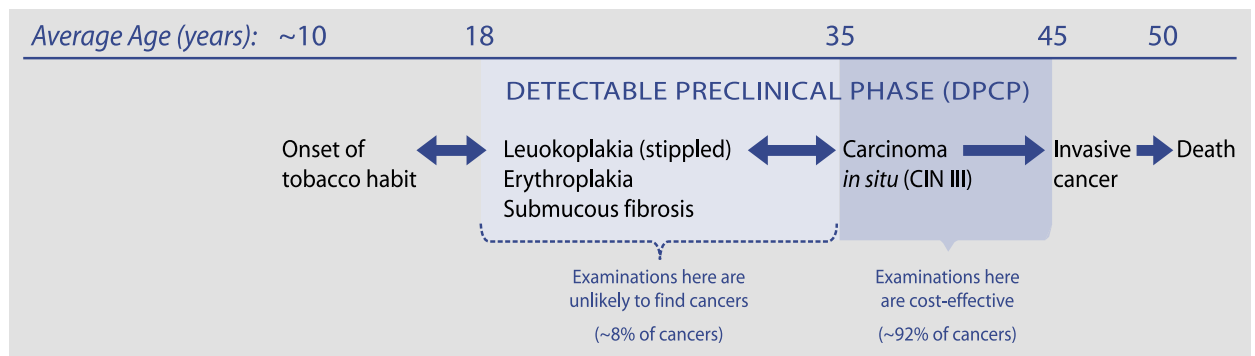 Average Age (years): ~10 18 35 45 50
DETECTABLE PRECLINICAL PHASE (DPCP)
Onset of
tobacco habit
Leuokoplakia (stippled)
Erythroplakia
Submucous fibrosis
Carcinoma
in situ (CIN III)
Invasive
cancer
Death
Examinations here are
unlikely to find cancers
(~8% of cancers)
Examinations here
are cost-effective
(~92% of cancers)